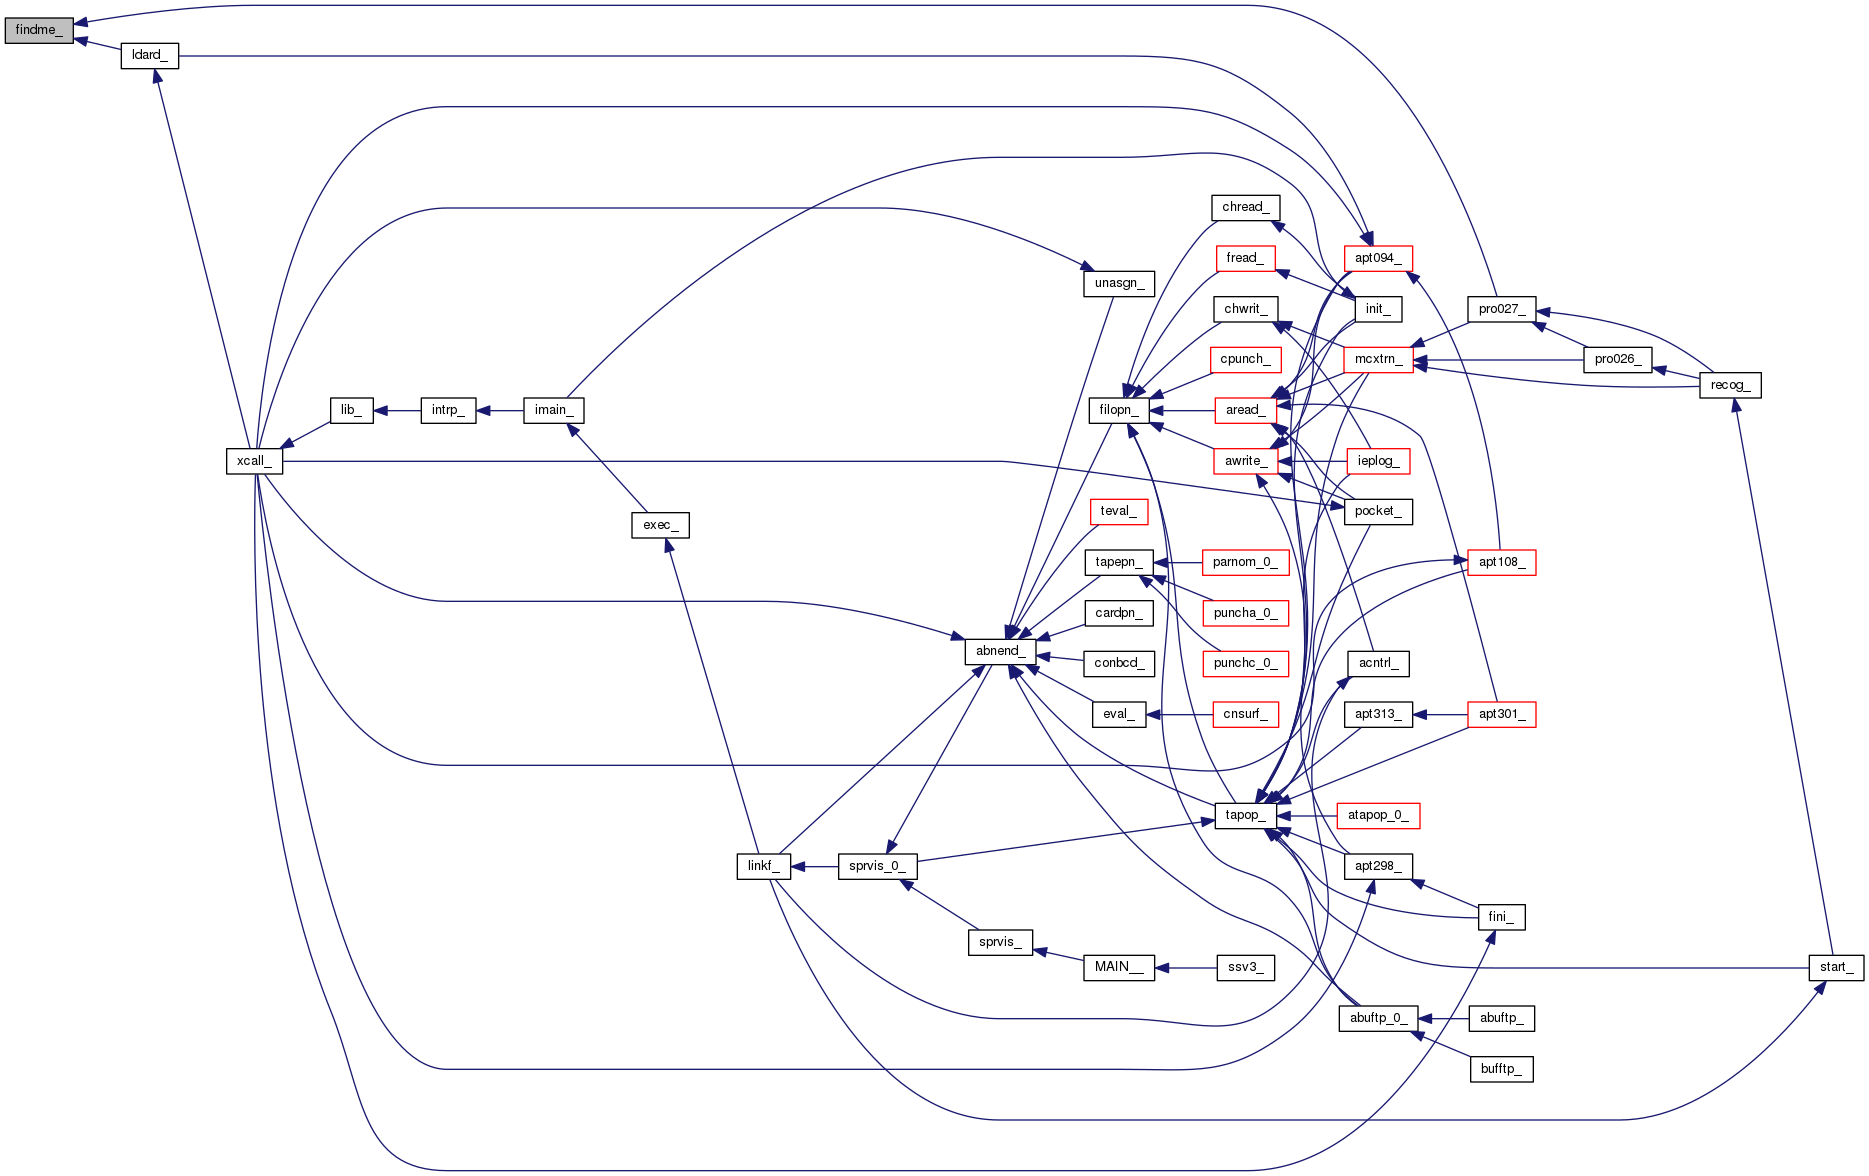 findme_
ldard_
chread_
fread_
apt094_
unasgn_
chwrit_
init_
pro027_
cpunch_
mcxtrn_
pro026_
recog_
lib_
intrp_
imain_
filopn_
aread_
xcall_
awrite_
ieplog_
exec_
teval_
pocket_
tapepn_
parnom_0_
apt108_
cardpn_
puncha_0_
abnend_
conbcd_
punchc_0_
acntrl_
eval_
cnsurf_
apt313_
apt301_
tapop_
atapop_0_
linkf_
sprvis_0_
apt298_
fini_
sprvis_
MAIN__
ssv3_
start_
abuftp_0_
abuftp_
bufftp_